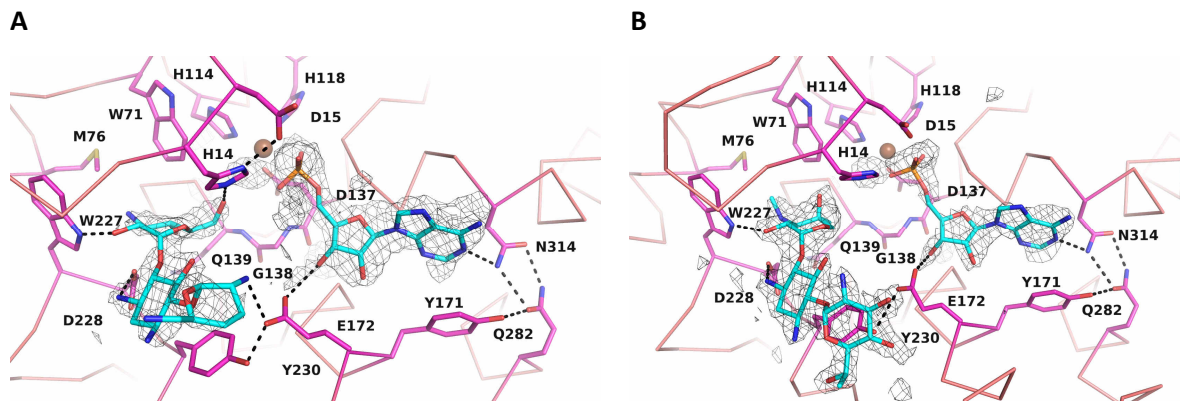 A
H114
H118
W71
D15
M76
H14
D137
W227
N314
Q139
G138
Y171
D228
E172
Q282
Y230
B
H114
H118
W71
D15
M76
H14
D137
W227
N314
Q139
G138
Y171
D228
E172
Q282
Y230